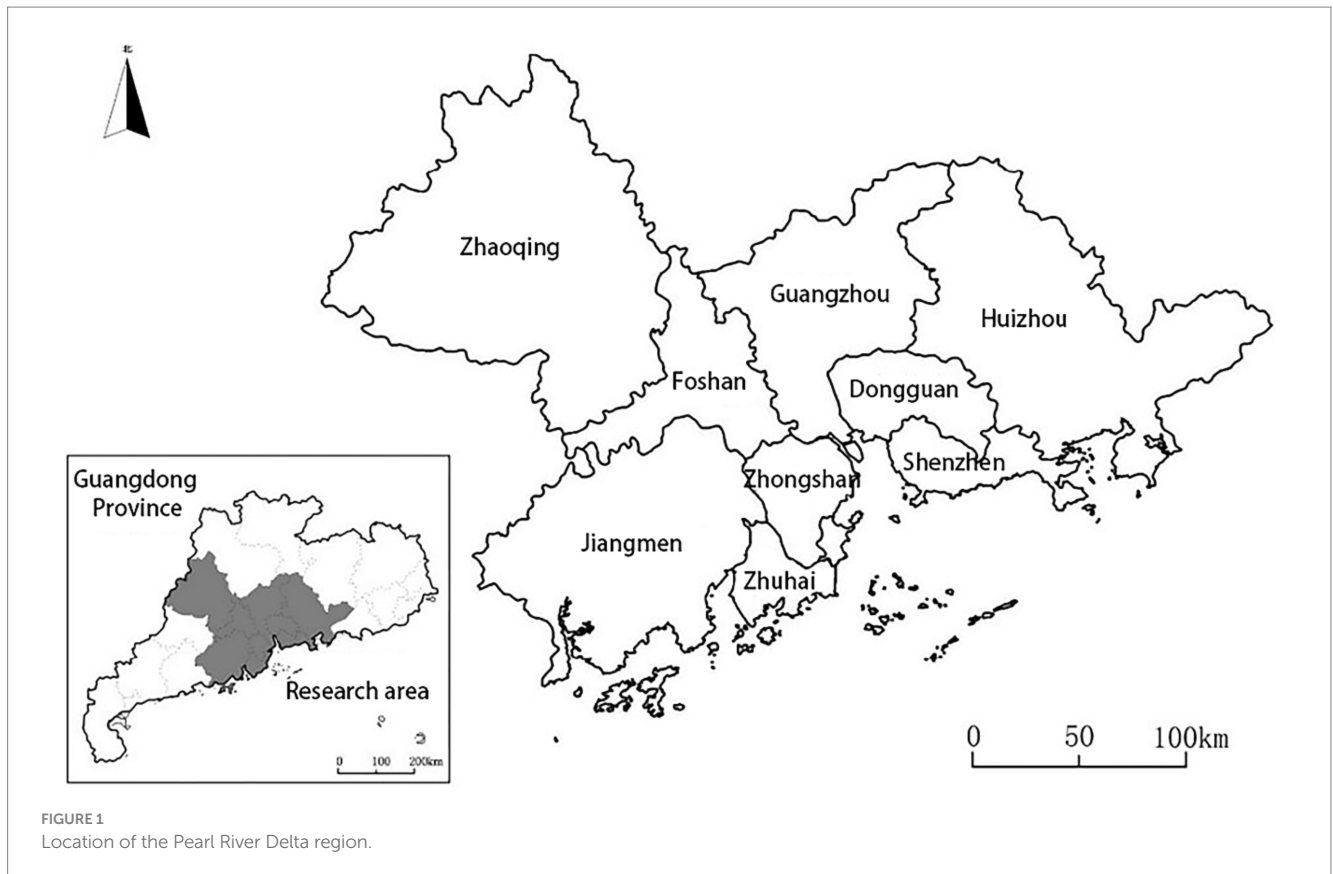 Zhaoqing
Guangzhou
Huizhou
Foshan
Dongguan
Shenzhen
Zhongshan
Jiangmen
Zhuhai
Guangdong
Province
Research area
0 100 200km
0 50 100km
FIGURE 1
Location of the Pearl River Delta region.